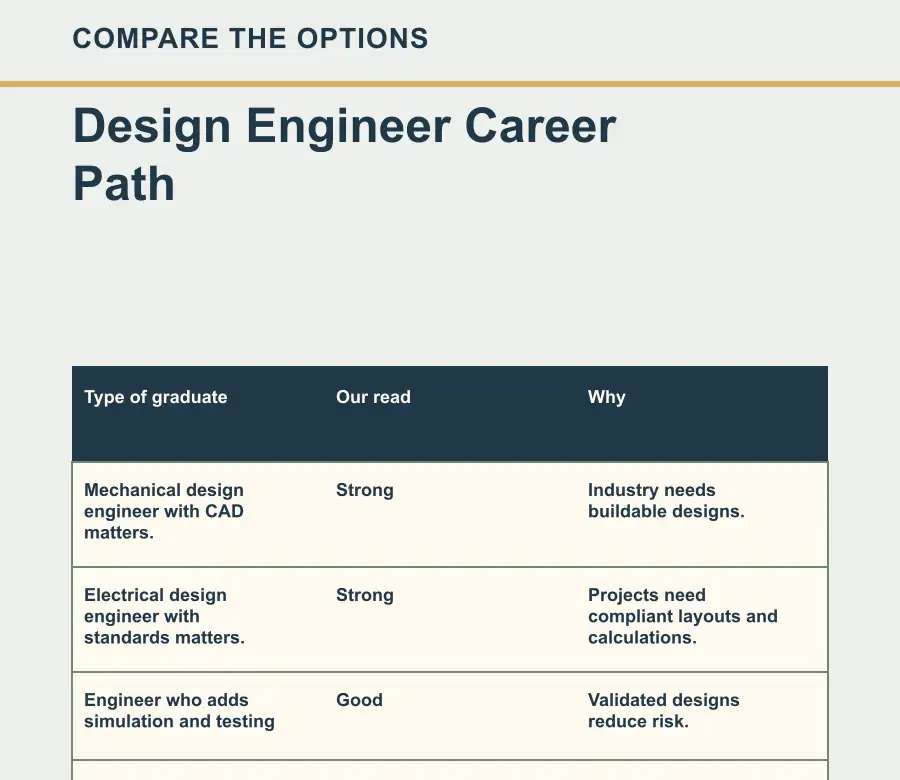 COMPARE THE OPTIONS
Design Engineer Career
Path
Type of graduate
Our read
Why
Mechanical design
engineer with CAD
matters.
Strong
Industry needs
buildable designs.
Electrical design
engineer with
standards matters.
Strong
Projects need
compliant layouts and
calculations.
Engineer who adds
simulation and testing
Good
Validated designs
reduce risk.